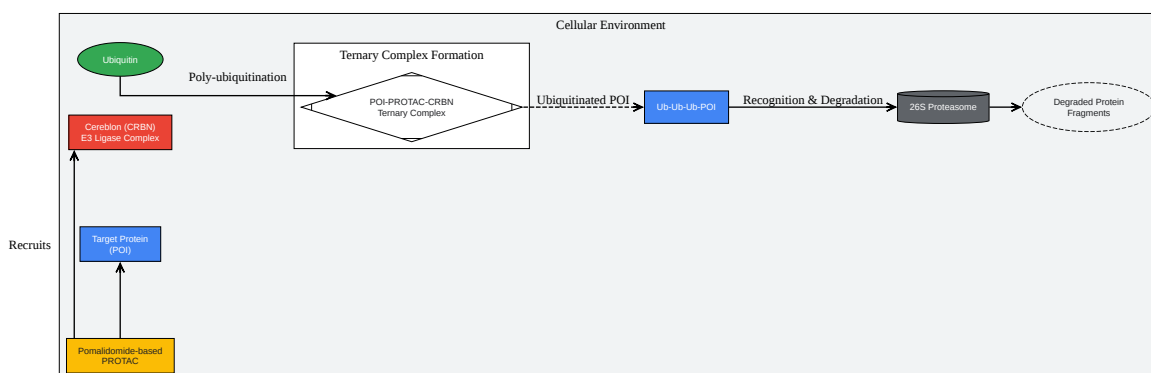 Cellular Environment
Ternary Complex Formation
Ubiquitin
Poly-ubiquitination
POI-PROTAC-CRBN
Ternary Complex
Ubiquitinated POI
Ub-Ub-Ub-POI
Recognition & Degradation
26S Proteasome
Degraded Protein
Fragments
Cereblon (CRBN)
E3 Ligase Complex
Recruits
Target Protein
(POI)
Pomalidomide-based
PROTAC